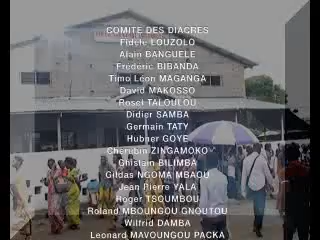 COMITE DES DIACRES
Fidèle LOUZOLO
Alain BANGUELE
Frédéric BIBANDA
Timo Léon MAGANGA
David MAKOSSO
Rosel TALOULOU
Didier SAMBA
Germain TATY
Hubner GOYE
Chérubin ZINGAMOKO
Ghislain BILIMBA
Gildas NGOMA MBAOU
Jean Pierre YALA
Roger TSOUMBOU
Roland MBOUNGOU GNOUTOU
Wilfrid DAMBA
Léonard MAVOUNGOU PACKA